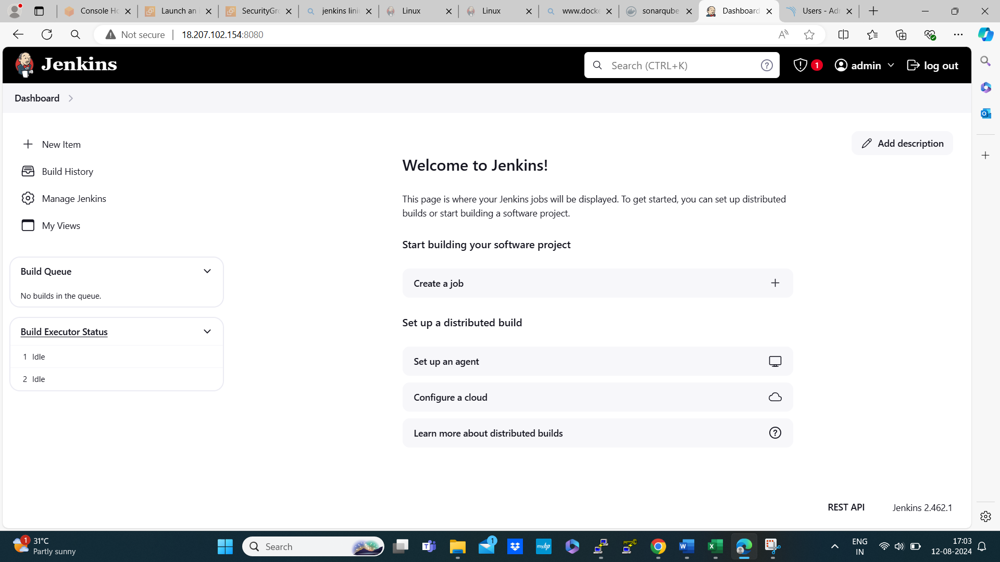 Console Ho
Launch an i
SecurityGro
jenkins liniu
Linux
Linux
www.docke
sonarqube
Dashboard
Users - Adm
Not secure
18.207.102.154:8080
Jenkins
Search (CTRL+K)
1
admin
log out
Dashboard
New Item
Build History
Manage Jenkins
My Views
Add description
Welcome to Jenkins!
This page is where your Jenkins jobs will be displayed. To get started, you can set up distributed
builds or start building a software project.
Start building your software project
Create a job
Build Queue
No builds in the queue.
Build Executor Status
1 Idle
2 Idle
Set up a distributed build
Set up an agent
Configure a cloud
Learn more about distributed builds
REST API
Jenkins 2.462.1
1
31°C
Partly sunny
Search
1
myhp
ENG
IN
17:03
12-08-2024